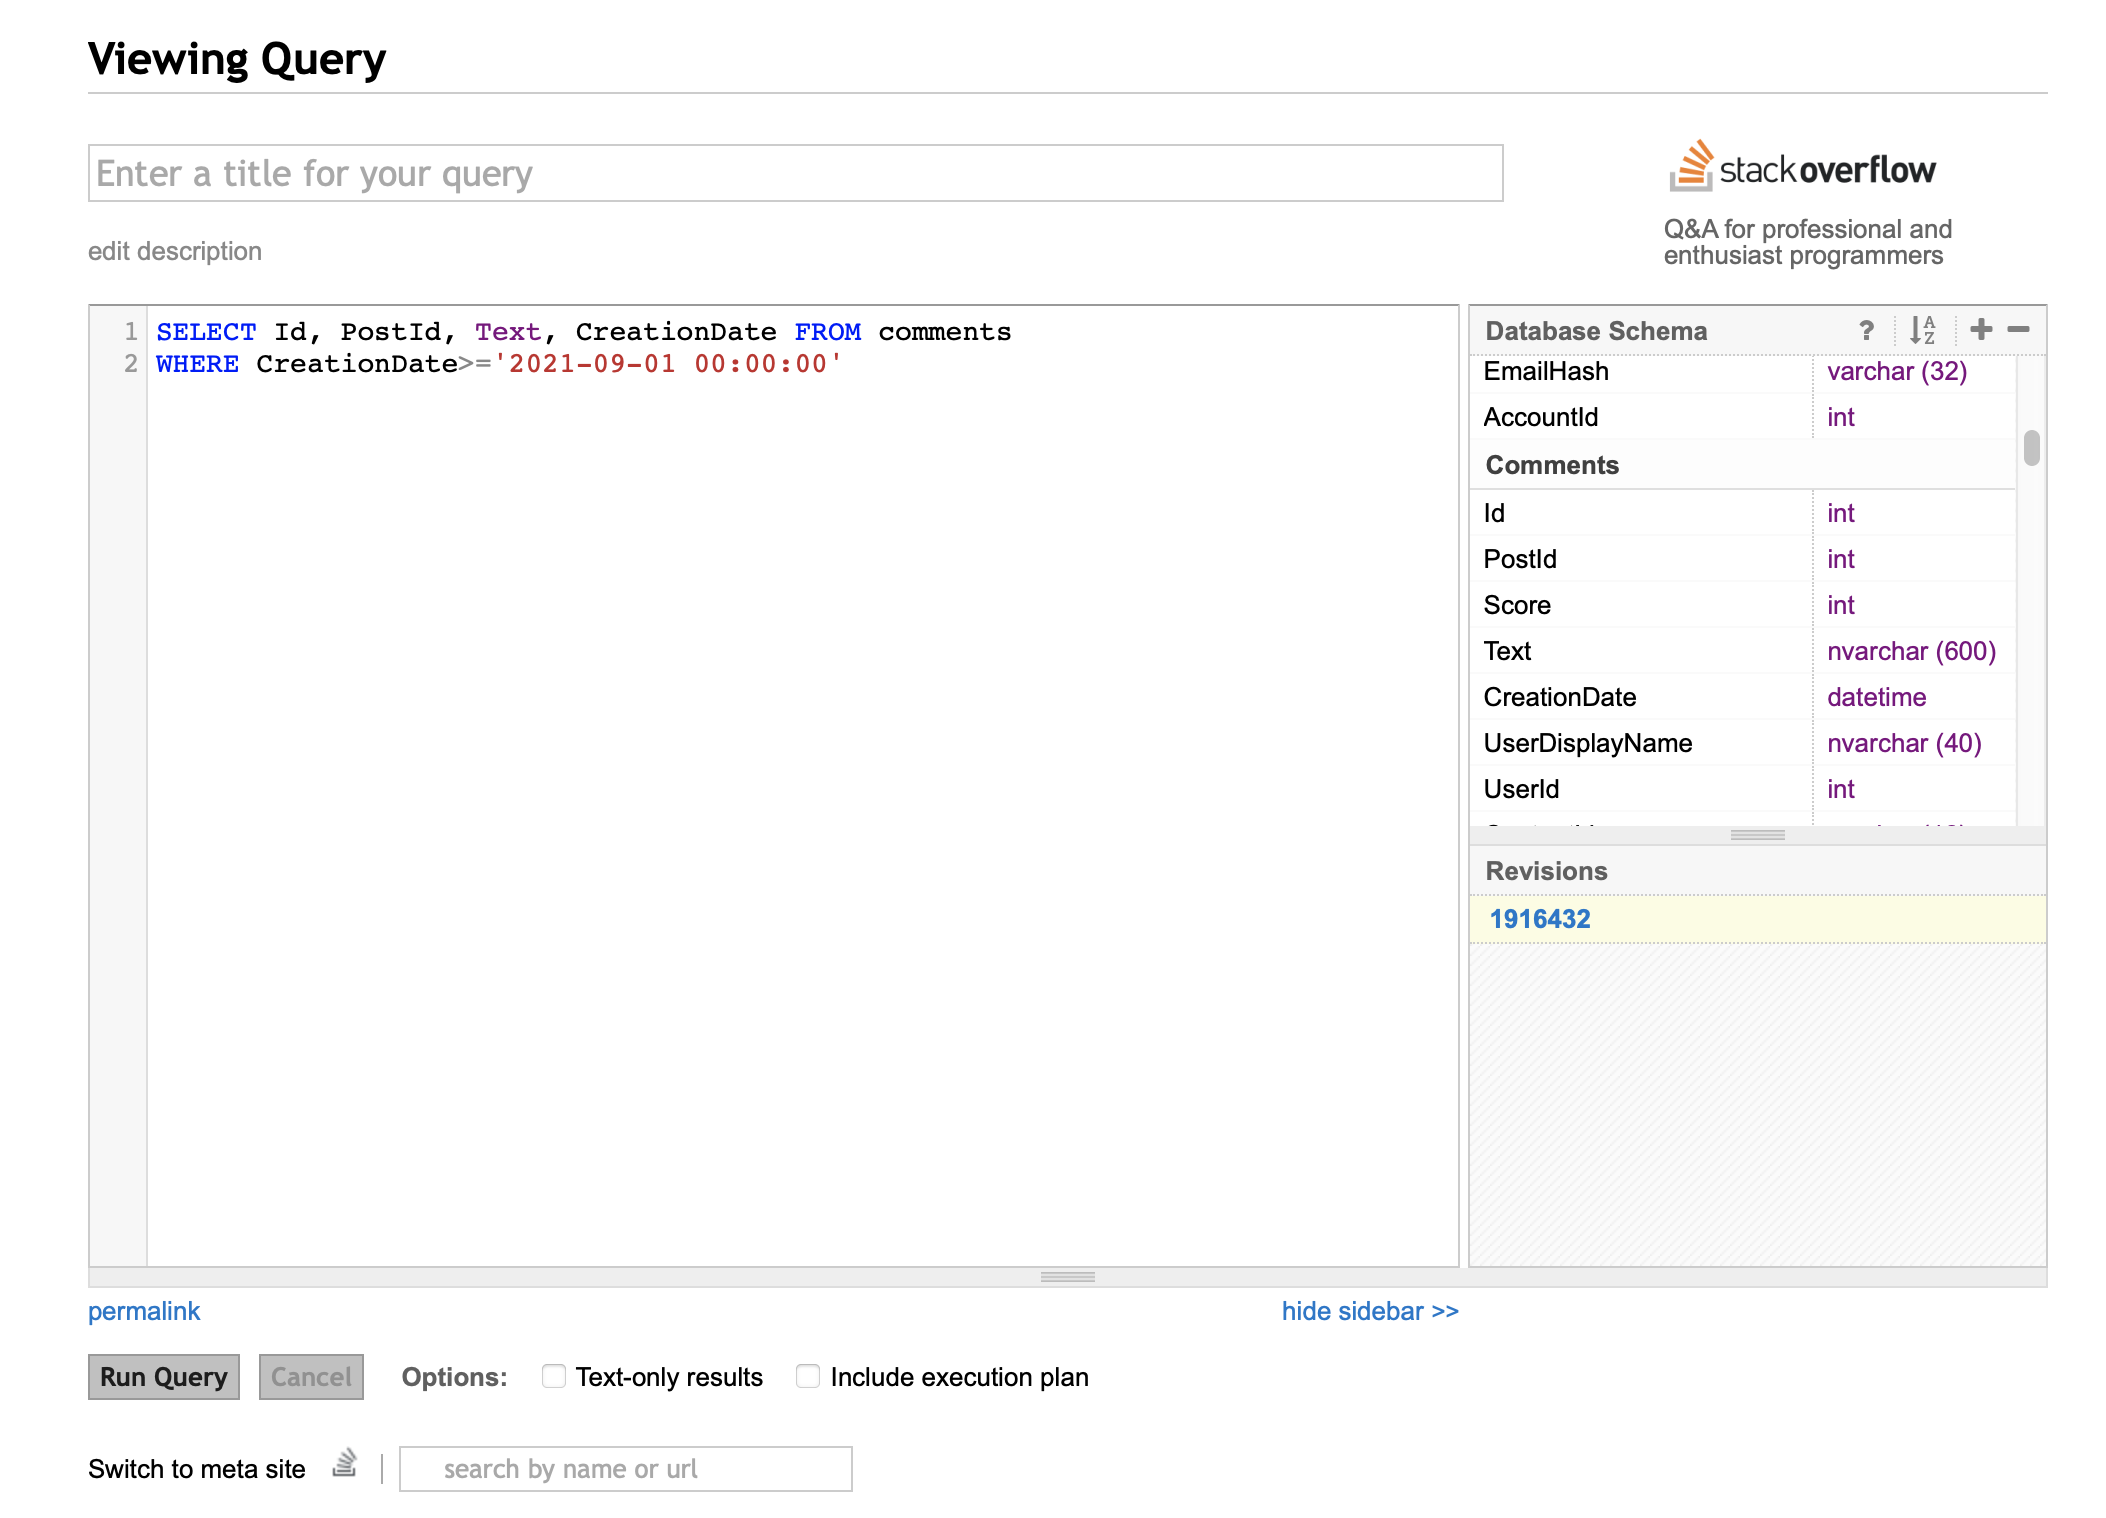 Viewing Query
Enter a title for your query
stackoverflow
Q&A for professional and
enthusiast programmers
edit description
1 SELECT Id, PostId, Text, CreationDate FROM comments
2 WHERE CreationDate>='2021-09-01 00:00:00'
Database Schema ? A Z + −
EmailHash varchar (32)
AccountId int
Comments
Id int
PostId int
Score int
Text nvarchar (600)
CreationDate datetime
UserDisplayName nvarchar (40)
UserId int
Revisions
1916432
permalink
hide sidebar >>
Run Query Cancel Options: Text-only results Include execution plan
Switch to meta site | search by name or url